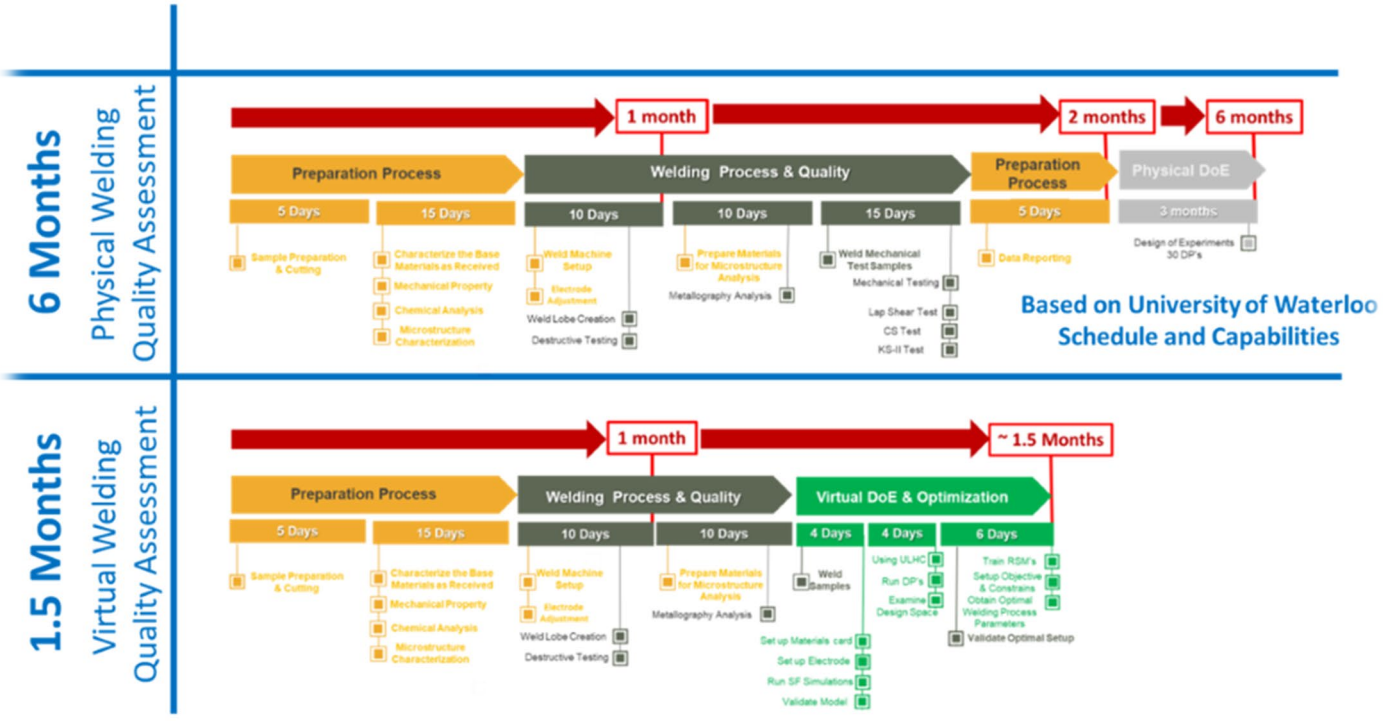 6 Months
Physical Welding
Quality Assessment
1 month
2 months
6 months
Preparation Process
Welding Process & Quality
Preparation
Process
Physical DoE
5 Days
15 Days
10 Days
10 Days
15 Days
5 Days
3 months
Sample Preparation
& Cutting
Characterize the Base
Materials as Received
Mechanical Property
Chemical Analysis
Microstructure
Characterization
Weld Machine
Setup
Electrode
Adjustment
Weld Lobe Creation
Destructive Testing
Prepare Materials
for Microstructure
Analysis
Metallography Analysis
Weld Mechanical
Test Samples
Mechanical Testing
Lap Shear Test
CS Test
KS-II Test
Data Reporting
Design of Experiments
30 DP's
Based on University of Waterloo
Schedule and Capabilities
1.5 Months
Virtual Welding
Quality Assessment
1 month
~ 1.5 Months
Preparation Process
Welding Process & Quality
Virtual DoE & Optimization
5 Days
15 Days
10 Days
10 Days
4 Days
4 Days
6 Days
Sample Preparation
& Cutting
Characterize the Base
Materials as Received
Mechanical Property
Chemical Analysis
Microstructure
Characterization
Weld Machine
Setup
Electrode
Adjustment
Weld Lobe Creation
Destructive Testing
Prepare Materials
for Microstructure
Analysis
Metallography Analysis
Weld
Samples
Set up Materials card
Set up Electrode
Run SF Simulations
Validate Model
Using ULHC
Run DP's
Examine
Design Space
Train RSM's
Setup Objective
& Constrains
Obtain Optimal
Welding Process
Parameters
Validate Optimal Setup